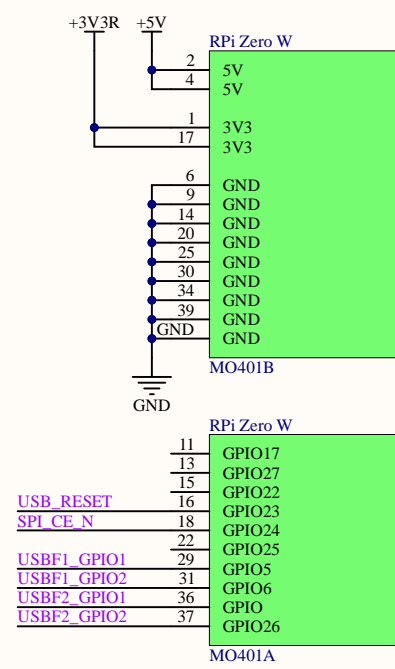 +3V3R +5V
RPi Zero W
2 5V
4 5V
1 3V3
17 3V3
6 GND
9 GND
14 GND
20 GND
25 GND
30 GND
34 GND
39 GND
GND GND
MO401B
GND
RPi Zero W
11 GPIO17
13 GPIO27
15 GPIO22
USB_RESET 16 GPIO23
SPI_CE_N 18 GPIO24
22 GPIO25
USBF1_GPIO1 29 GPIO5
USBF1_GPIO2 31 GPIO6
USBF2_GPIO1 36 GPIO
USBF2_GPIO2 37 GPIO26
MO401A